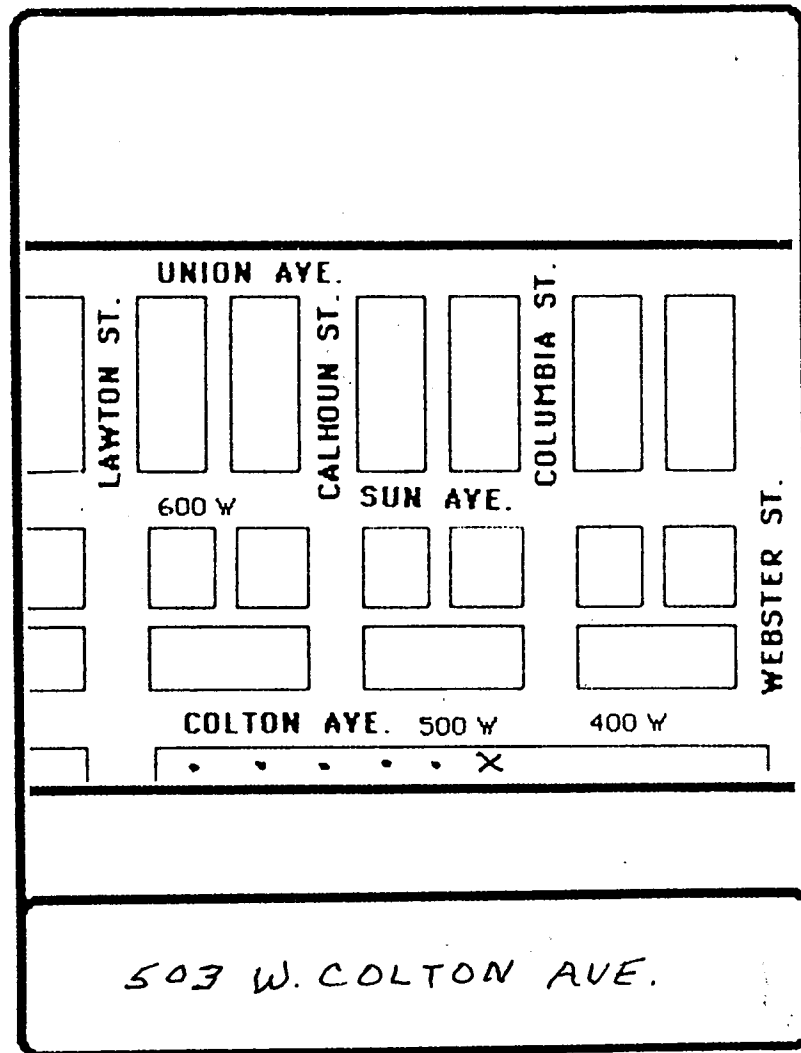 UNION AVE.
LAWTON ST.
CALHOUN ST.
COLUMBIA ST.
600 W
SUN AVE.
WEBSTER ST.
COLTON AVE. 500 W 400 W
X
503 W. COLTON AVE.